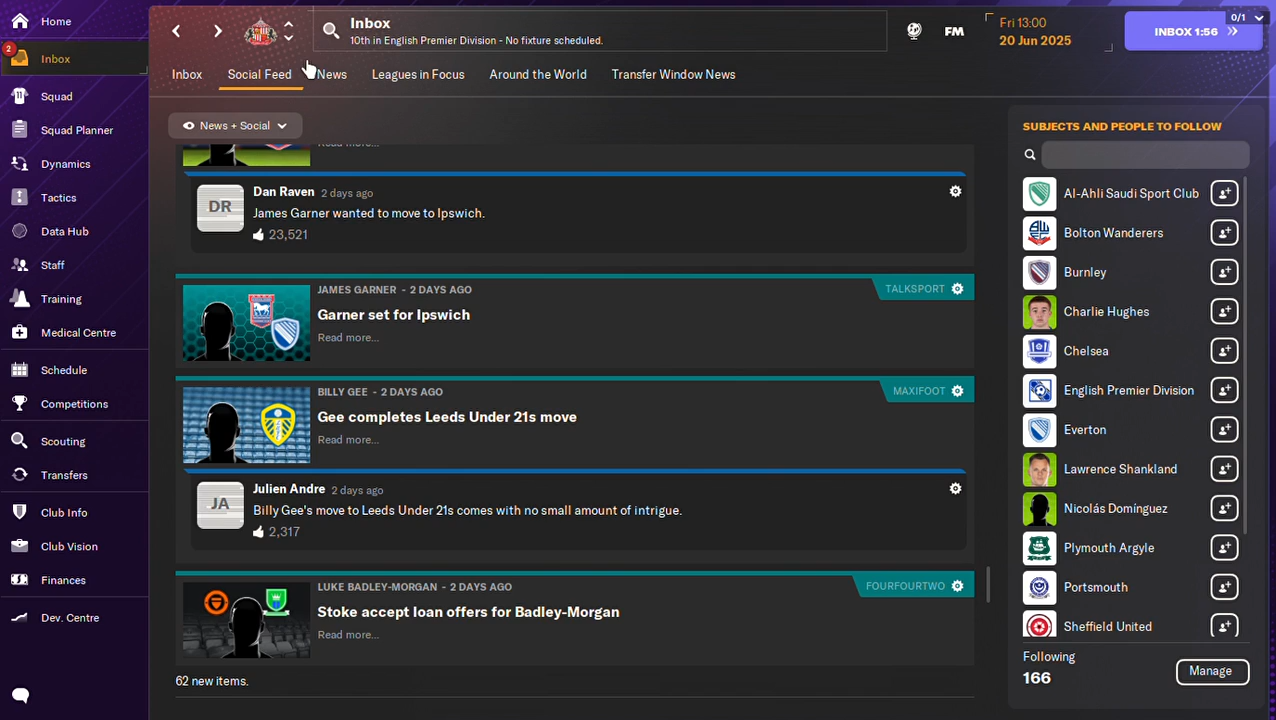 Home
2
Inbox
Squad
Squad Planner
Dynamics
Tactics
Data Hub
Staff
Training
Medical Centre
Schedule
Competitions
Scouting
Transfers
Club Info
Club Vision
Finances
Dev. Centre
Inbox
10th in English Premier Division - No fixture scheduled.
FM
Fri 13:00
20 Jun 2025
0/1
INBOX 1:56
Inbox
Social Feed
News
Leagues in Focus
Around the World
Transfer Window News
News + Social
DR
Dan Raven 2 days ago
James Garner wanted to move to Ipswich.
23,521
JAMES GARNER - 2 DAYS AGO
TALKSPORT
Garner set for Ipswich
Read more...
BILLY GEE - 2 DAYS AGO
MAXIFOOT
Gee completes Leeds Under 21s move
Read more...
JA
Julien Andre 2 days ago
Billy Gee's move to Leeds Under 21s comes with no small amount of intrigue.
2,317
LUKE BADLEY-MORGAN - 2 DAYS AGO
FOURFOURTWO
Stoke accept loan offers for Badley-Morgan
Read more...
62 new items.
SUBJECTS AND PEOPLE TO FOLLOW
Al-Ahli Saudi Sport Club
Bolton Wanderers
Burnley
Charlie Hughes
Chelsea
English Premier Division
Everton
Lawrence Shankland
Nicolás Domínguez
Plymouth Argyle
Portsmouth
Sheffield United
Following
166
Manage